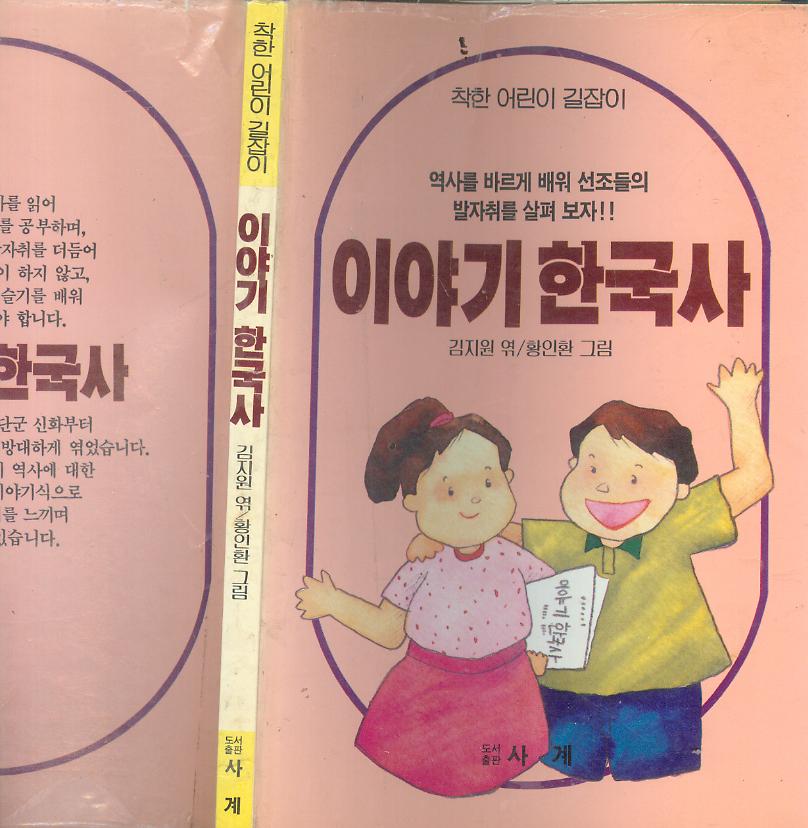 착한 어린이 길잡이
역사를 바르게 배워 선조들의
발자취를 살펴 보자!!
이야기 한국사
김지원 엮/황인환 그림
이야기 한국사
도서출판 사계
착한 어린이 길잡이
이야기 한국사
김지원 엮/황인환 그림
도서출판 사계
읽어
를 공부하며,
자취를 더듬어
이 하지 않고,
슬기를 배워
야 합니다.
한국사
단군 신화부터
방대하게 엮었습니다.
역사에 대한
이야기식으로
를 느끼며
있습니다.